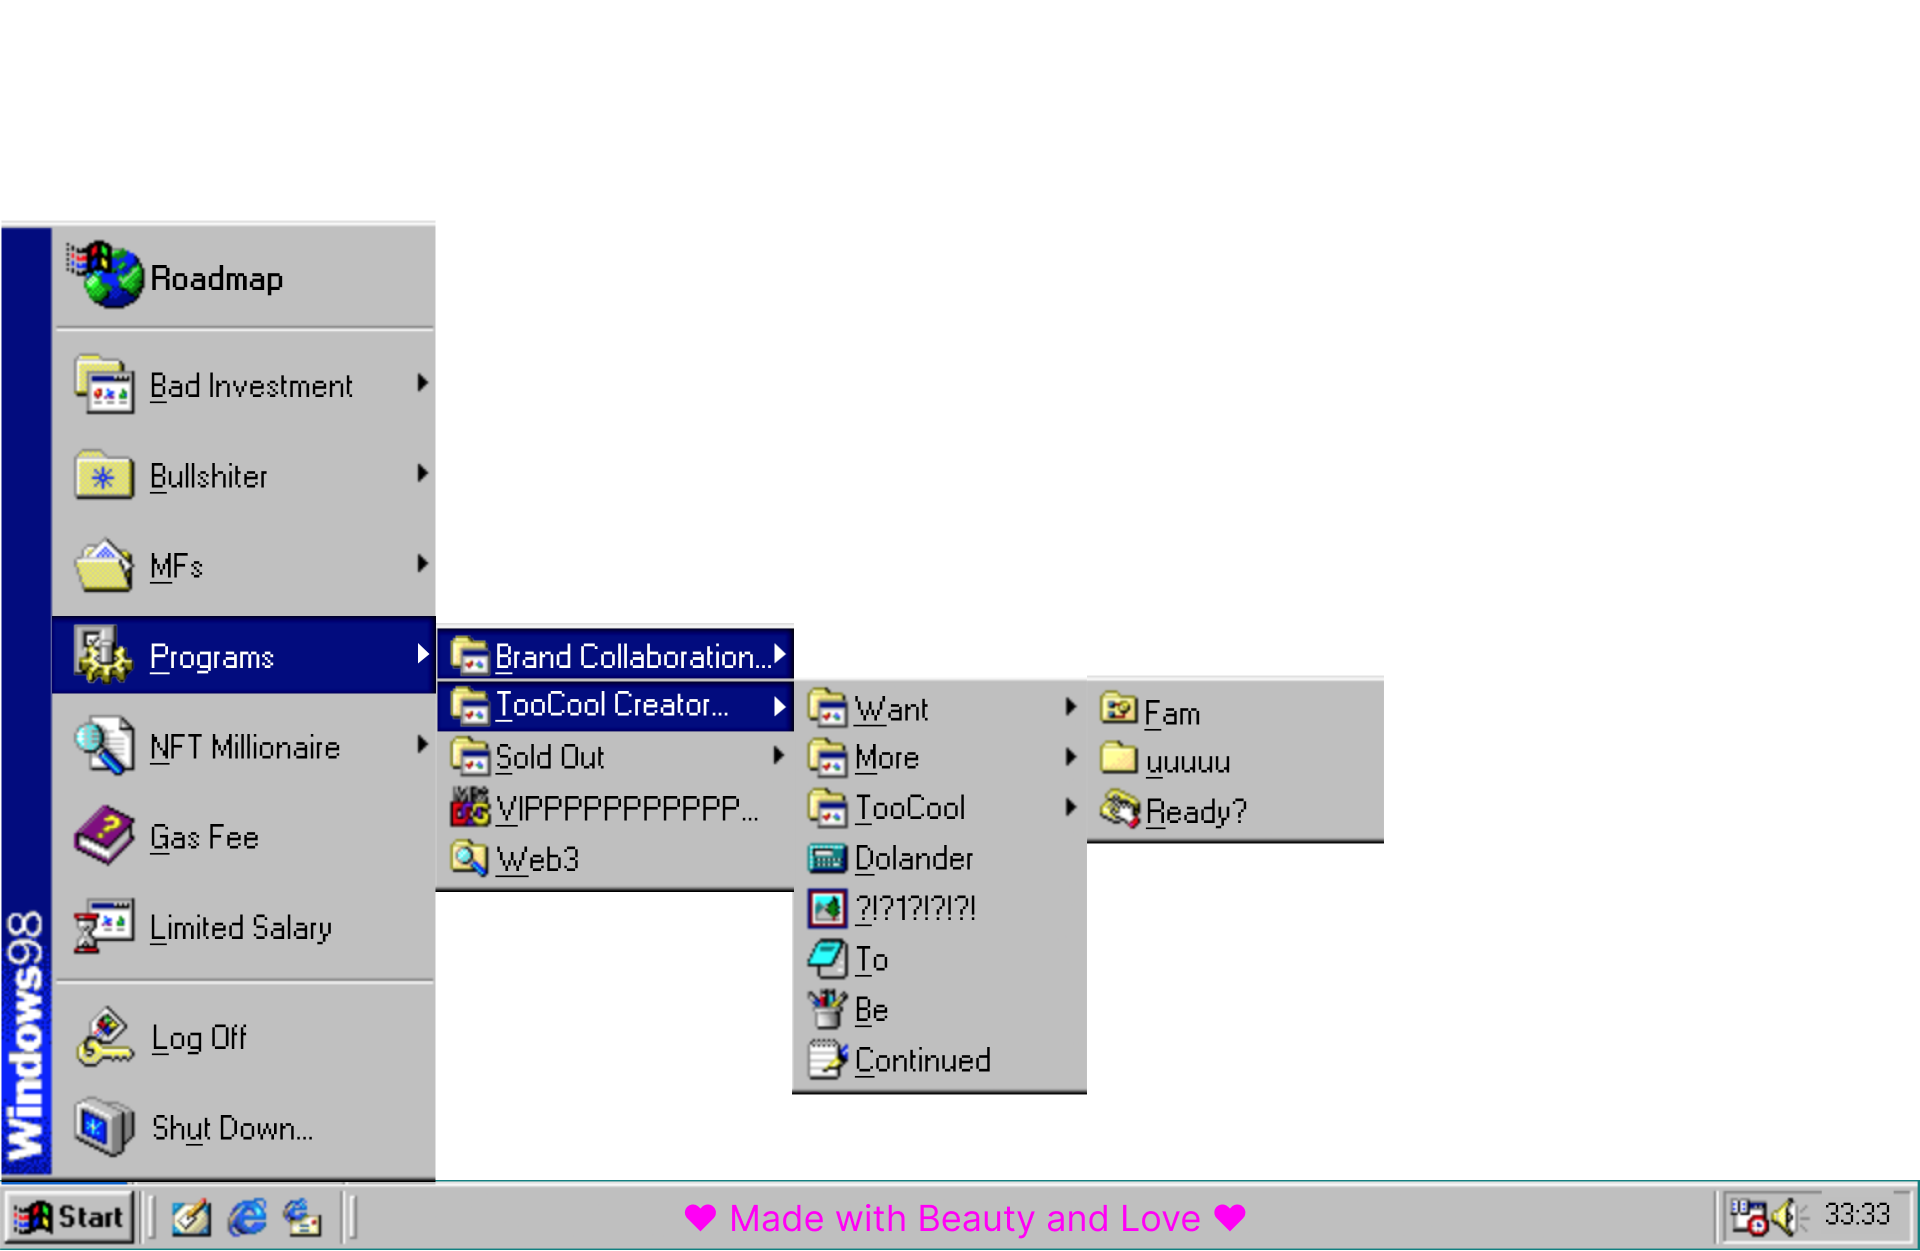 Roadmap
Bad Investment
Bullshiter
MFs
Programs
NFT Millionaire
Gas Fee
Limited Salary
Log Off
Shut Down...
Windows98
Brand Collaboration...
TooCool Creator...
Sold Out
VIPPPPPPPPPPP...
Web3
Want
More
TooCool
Dolander
?!?1?!?!?!
To
Be
Continued
Fam
uuuuu
Ready?
Start
♥ Made with Beauty and Love ♥
33:33